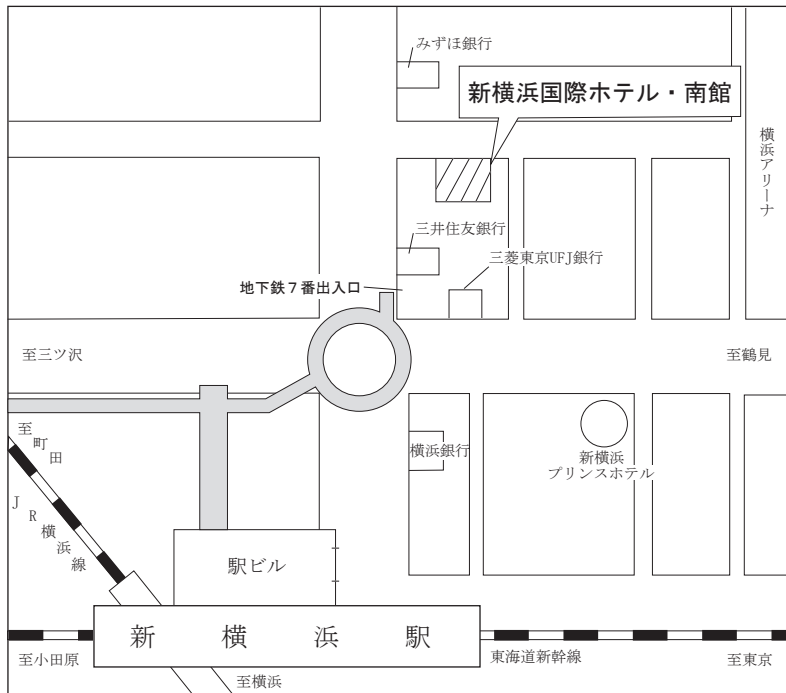 みずほ銀行
新横浜国際ホテル・南館
横浜アリーナ
三井住友銀行
三菱東京UFJ銀行
地下鉄７番出入口
至三ツ沢
至鶴見
至町田
JR横浜線
横浜銀行
新横浜
プリンスホテル
駅ビル
新横浜駅
至小田原
東海道新幹線
至東京
至横浜